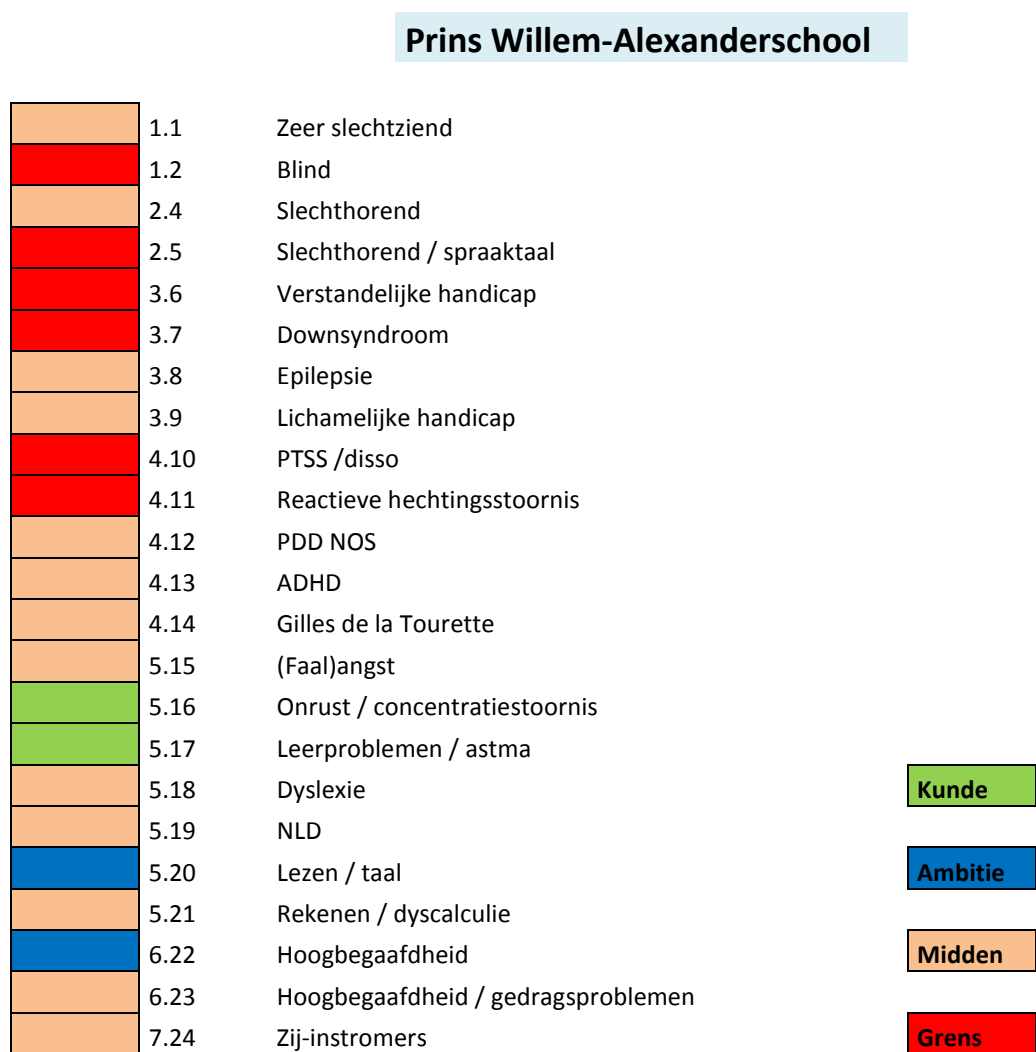 Prins Willem-Alexanderschool
1.1 Zeer slechtziend
1.2 Blind
2.4 Slechthorend
2.5 Slechthorend / spraaktaal
3.6 Verstandelijke handicap
3.7 Downsyndroom
3.8 Epilepsie
3.9 Lichamelijke handicap
4.10 PTSS /disso
4.11 Reactieve hechtingsstoornis
4.12 PDD NOS
4.13 ADHD
4.14 Gilles de la Tourette
5.15 (Faal)angst
5.16 Onrust / concentratiestoornis
5.17 Leerproblemen / astma
5.18 Dyslexie Kunde
5.19 NLD
5.20 Lezen / taal Ambitie
5.21 Rekenen / dyscalculie
6.22 Hoogbegaafdheid Midden
6.23 Hoogbegaafdheid / gedragsproblemen
7.24 Zij-instromers Grens